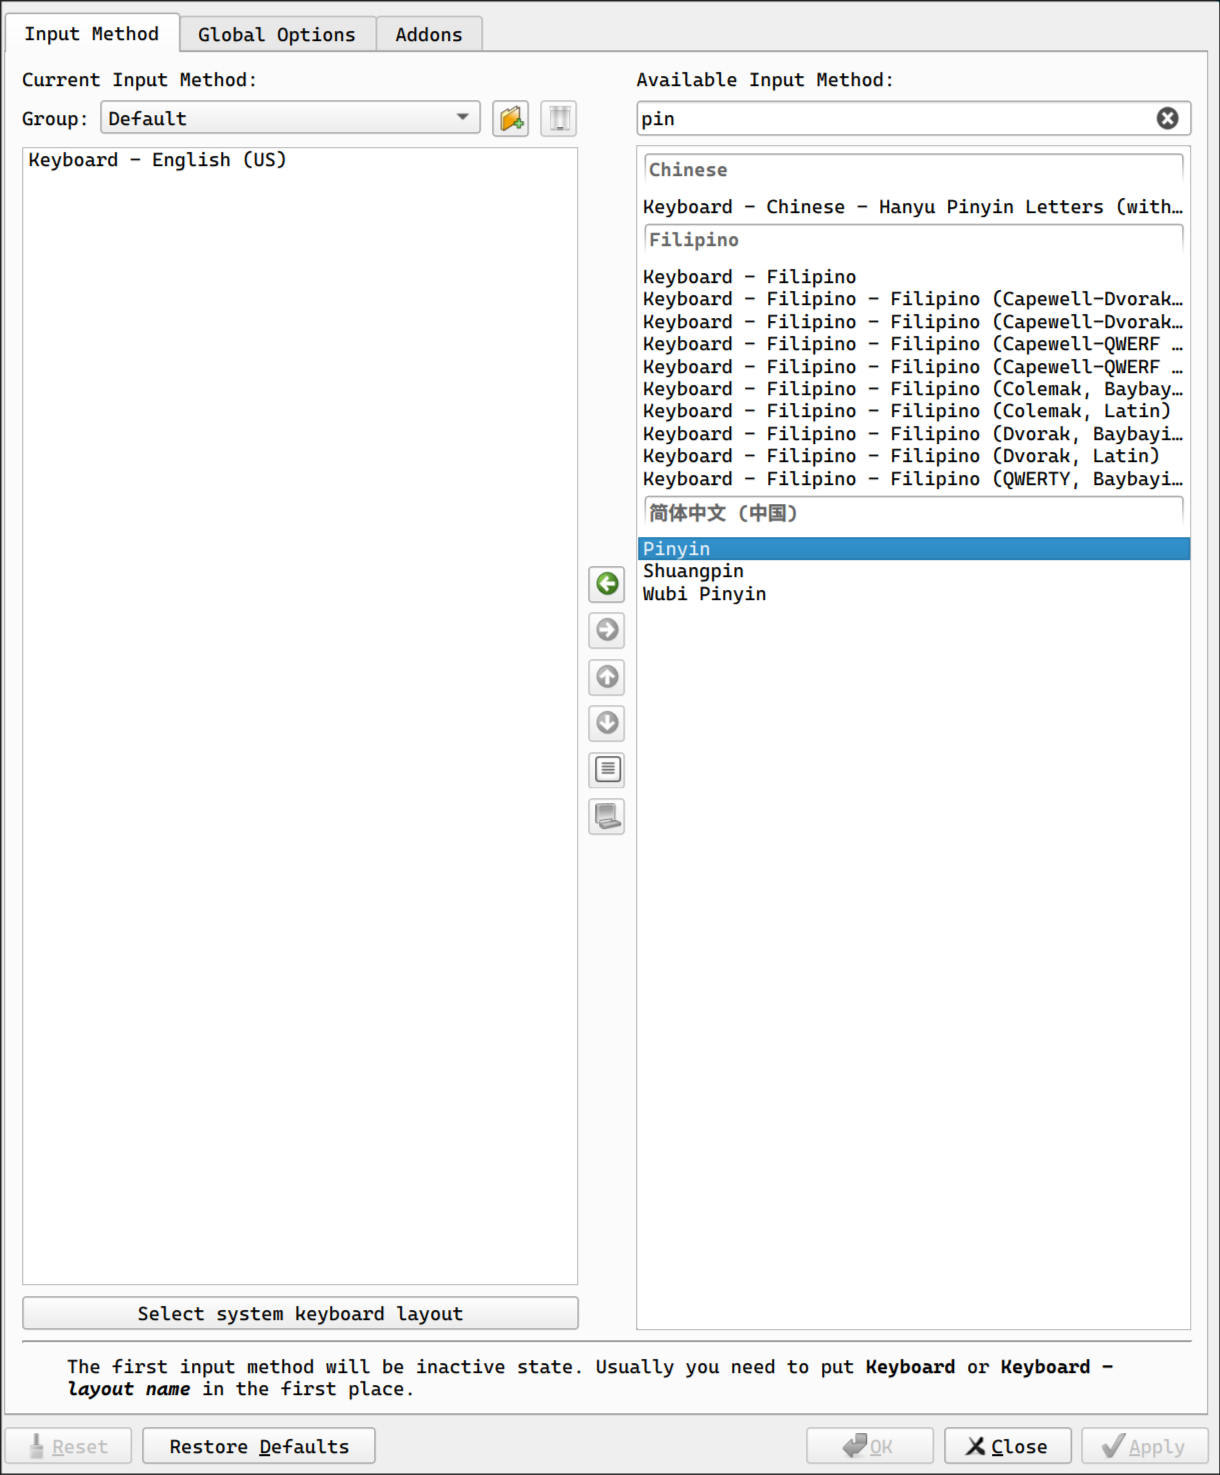 Input Method
Global Options
Addons
Current Input Method:
Group:
Default
Keyboard - English (US)
Select system keyboard layout
Available Input Method:
pin
Chinese
Keyboard - Chinese - Hanyu Pinyin Letters (with…
Filipino
Keyboard - Filipino
Keyboard - Filipino - Filipino (Capewell-Dvorak…
Keyboard - Filipino - Filipino (Capewell-Dvorak…
Keyboard - Filipino - Filipino (Capewell-QWERF …
Keyboard - Filipino - Filipino (Capewell-QWERF …
Keyboard - Filipino - Filipino (Colemak, Baybay…
Keyboard - Filipino - Filipino (Colemak, Latin)
Keyboard - Filipino - Filipino (Dvorak, Baybayi…
Keyboard - Filipino - Filipino (Dvorak, Latin)
Keyboard - Filipino - Filipino (QWERTY, Baybayi…
简体中文 (中国)
Pinyin
Shuangpin
Wubi Pinyin
The first input method will be inactive state. Usually you need to put Keyboard or Keyboard -
layout name in the first place.
Reset
Restore Defaults
OK
Close
Apply